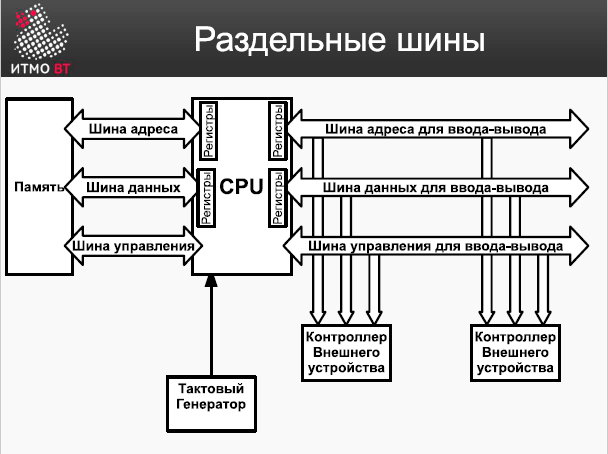 Раздельные шины
ИТМО ВТ
Шина адреса
Регистры
Регистры
Шина адреса для ввода-вывода
Память
Шина данных
Регистры
CPU
Регистры
Шина данных для ввода-вывода
Шина управления
Шина управления для ввода-вывода
Контроллер
Внешнего
устройства
Контроллер
Внешнего
устройства
Тактовый
Генератор